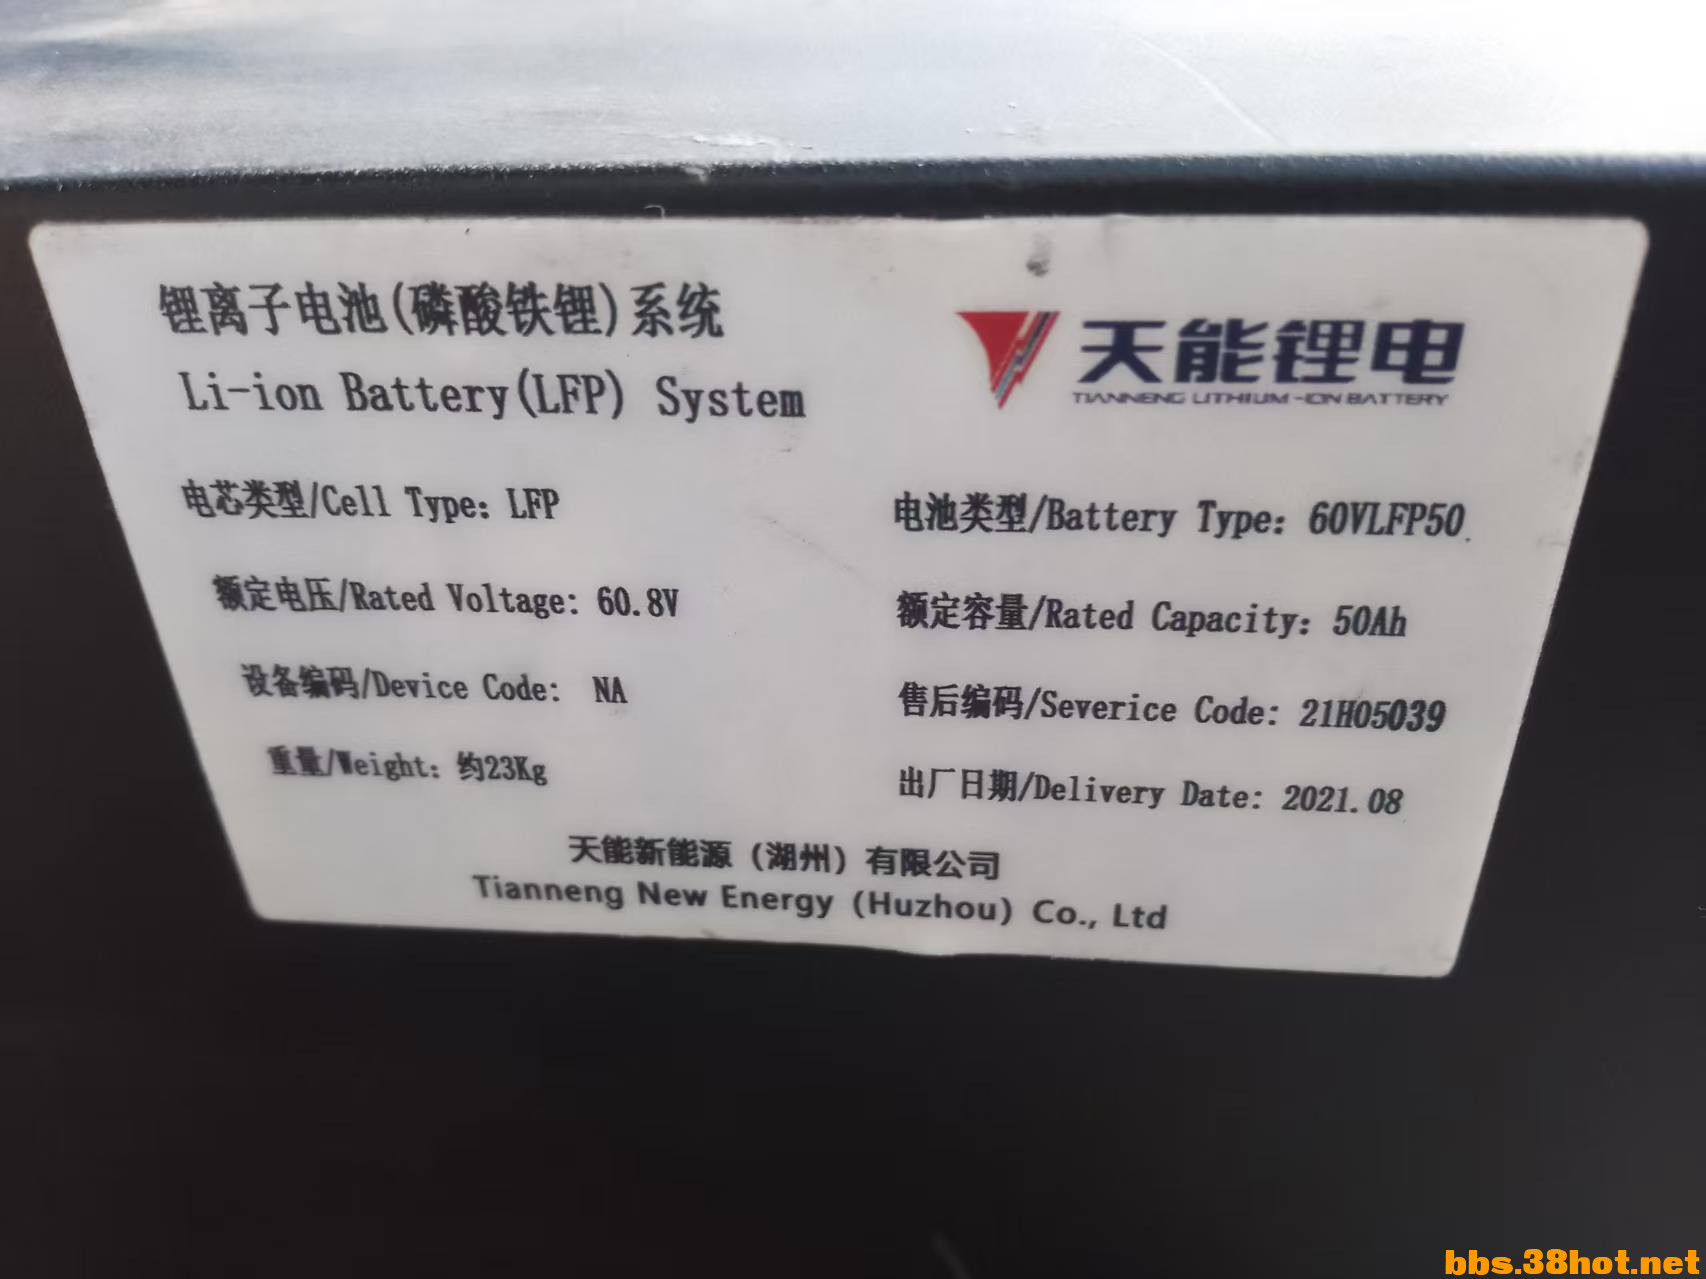 锂离子电池(磷酸铁锂)系统
Li-ion Battery(LFP) System
天能锂电
TIANNENG LITHIUM-ION BATTERY
电芯类型/Cell Type: LFP
电池类型/Battery Type: 60VLFP50
额定电压/Rated Voltage: 60.8V
额定容量/Rated Capacity: 50Ah
设备编码/Device Code: NA
售后编码/Severice Code: 21H05039
重量/Weight: 约23Kg
出厂日期/Delivery Date: 2021.08
天能新能源（湖州）有限公司
Tianneng New Energy (Huzhou) Co., Ltd
bbs.38hot.net